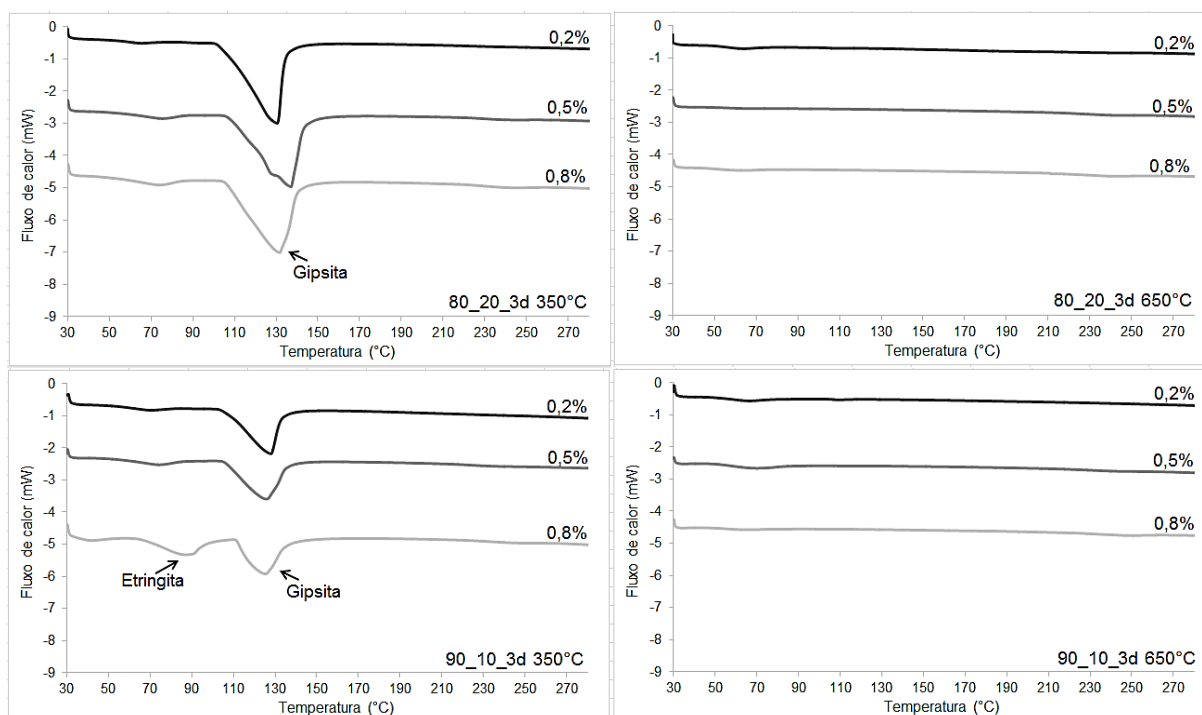 0
-1
-2
-3
-4
-5
-6
-7
-8
-9
Fluxo de calor (mW)
0,2%
0,5%
0,8%
Gipsita
80_20_3d 350°C
30 50 70 90 110 130 150 170 190 210 230 250 270
Temperatura (°C)
0
-1
-2
-3
-4
-5
-6
-7
-8
-9
Fluxo de calor (mW)
0,2%
0,5%
0,8%
80_20_3d 650°C
30 50 70 90 110 130 150 170 190 210 230 250 270
Temperatura (°C)
0
-1
-2
-3
-4
-5
-6
-7
-8
-9
Fluxo de calor (mW)
0,2%
0,5%
0,8%
Etringita
Gipsita
90_10_3d 350°C
30 50 70 90 110 130 150 170 190 210 230 250 270
Temperatura (°C)
0
-1
-2
-3
-4
-5
-6
-7
-8
-9
Fluxo de calor (mW)
0,2%
0,5%
0,8%
90_10_3d 650°C
30 50 70 90 110 130 150 170 190 210 230 250 270
Temperatura (°C)